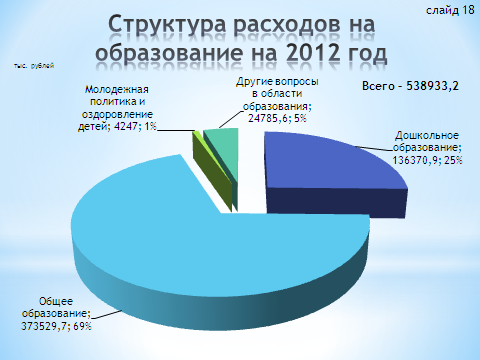 слайд 18
Структура расходов на
образование на 2012 год
тыс. рублей
Всего - 538933,2
Молодежная
политика и
оздоровление
детей; 4247; 1%
Другие вопросы
в области
образования;
24785,6; 5%
Дошкольное
образование;
136370,9; 25%
Общее
образование;
373529,7; 69%